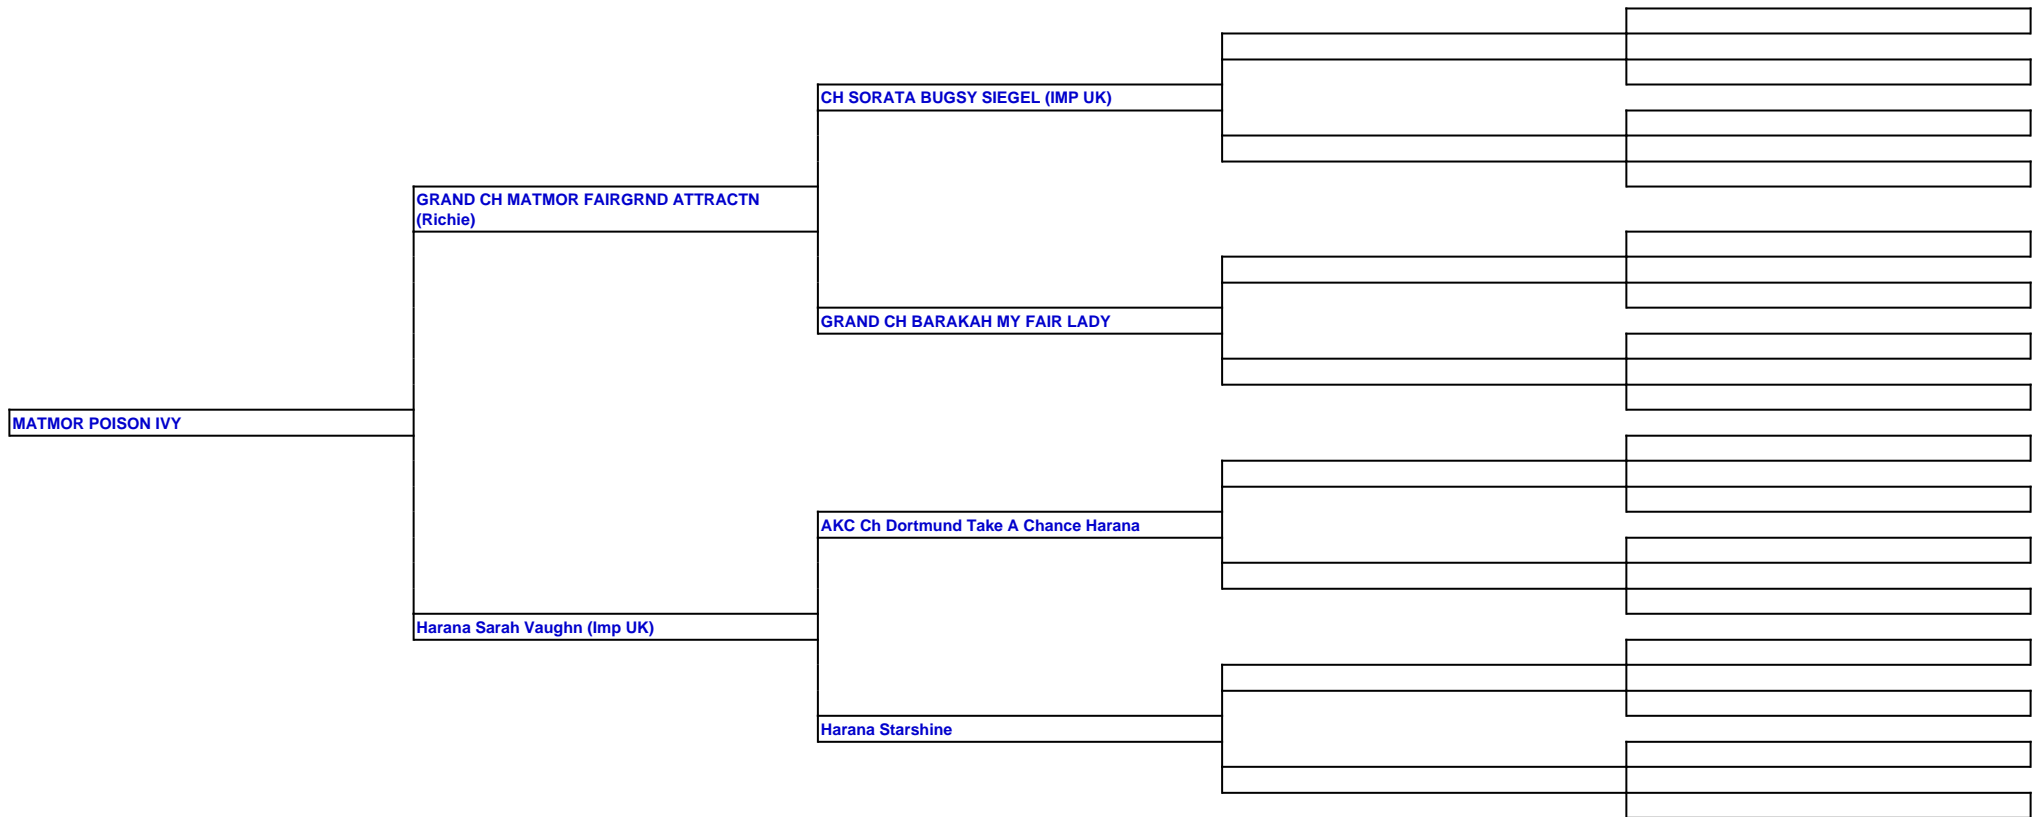 CH SORATA BUGSY SIEGEL (IMP UK)
GRAND CH MATMOR FAIRGRND ATTRACTN
(Richie)
GRAND CH BARAKAH MY FAIR LADY
MATMOR POISON IVY
AKC Ch Dortmund Take A Chance Harana
Harana Sarah Vaughn (Imp UK)
Harana Starshine